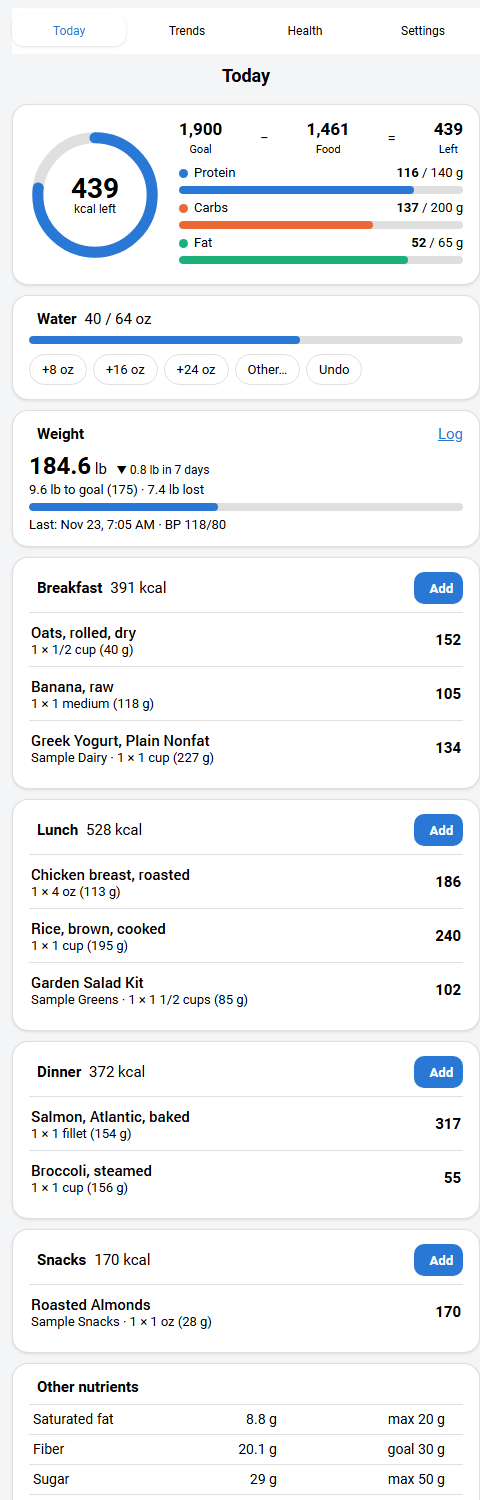 Today Trends Health Settings
Today
439
kcal left
1,900 – 1,461 = 439
Goal Food Left
Protein 116 / 140 g
Carbs 137 / 200 g
Fat 52 / 65 g
Water 40 / 64 oz
+8 oz +16 oz +24 oz Other... Undo
Weight Log
184.6 lb ▼ 0.8 lb in 7 days
9.6 lb to goal (175) · 7.4 lb lost
Last: Nov 23, 7:05 AM · BP 118/80
Breakfast 391 kcal Add
Oats, rolled, dry 152
1 × 1/2 cup (40 g)
Banana, raw 105
1 × 1 medium (118 g)
Greek Yogurt, Plain Nonfat 134
Sample Dairy · 1 × 1 cup (227 g)
Lunch 528 kcal Add
Chicken breast, roasted 186
1 × 4 oz (113 g)
Rice, brown, cooked 240
1 × 1 cup (195 g)
Garden Salad Kit 102
Sample Greens · 1 × 1 1/2 cups (85 g)
Dinner 372 kcal Add
Salmon, Atlantic, baked 317
1 × 1 fillet (154 g)
Broccoli, steamed 55
1 × 1 cup (156 g)
Snacks 170 kcal Add
Roasted Almonds 170
Sample Snacks · 1 × 1 oz (28 g)
Other nutrients
Saturated fat 8.8 g max 20 g
Fiber 20.1 g goal 30 g
Sugar 29 g max 50 g